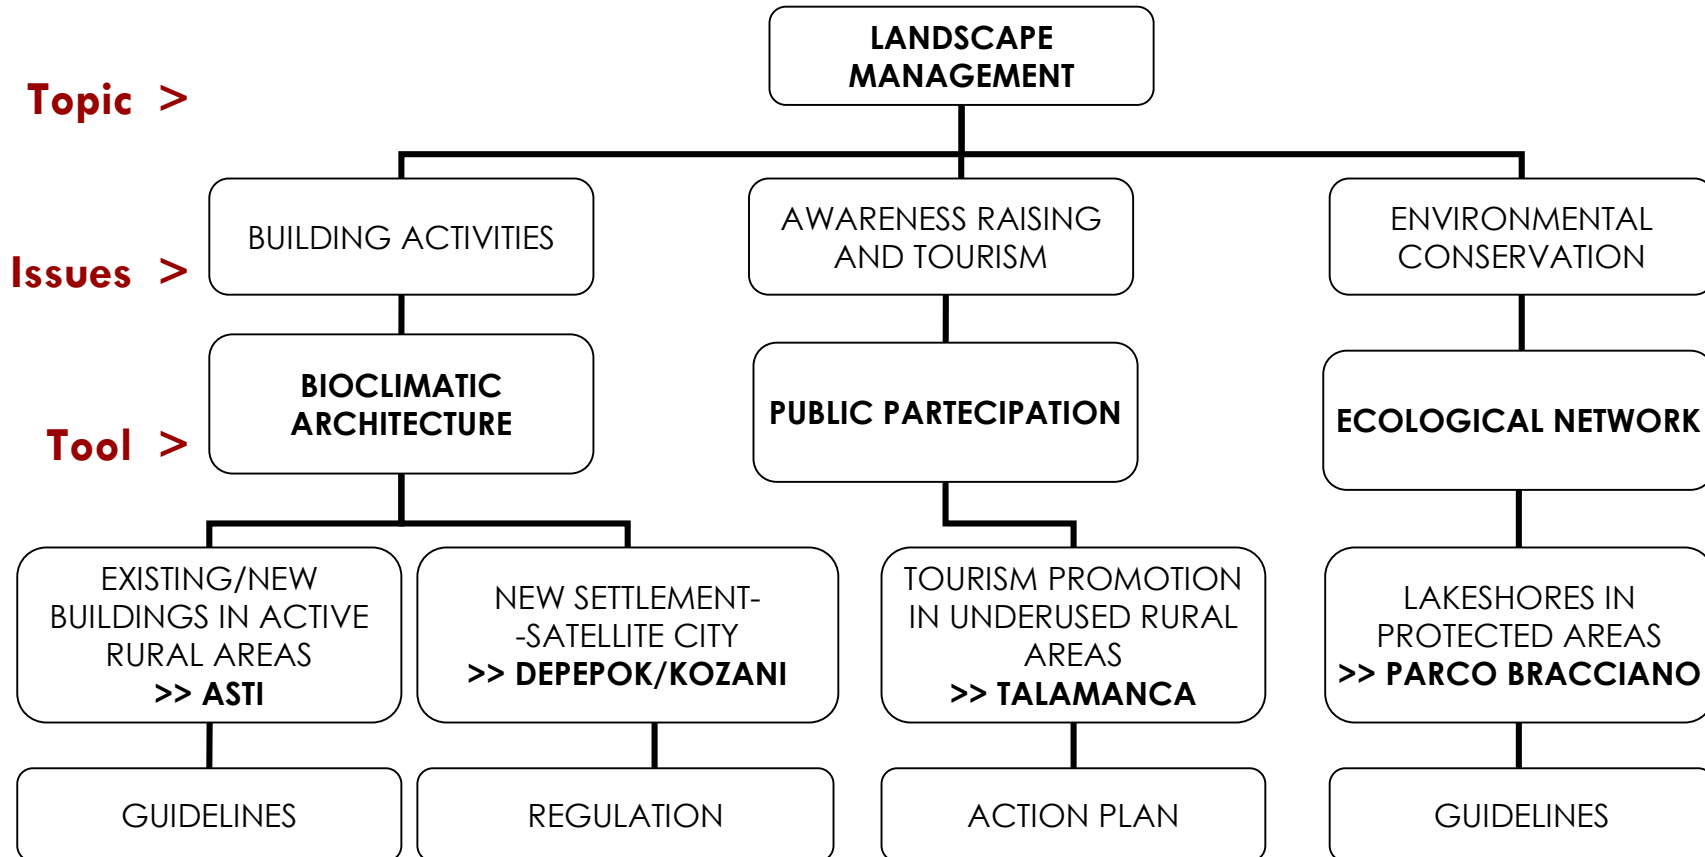 LANDSCAPE
MANAGEMENT
Topic >
BUILDING ACTIVITIES
AWARENESS RAISING
AND TOURISM
ENVIRONMENTAL
CONSERVATION
Issues >
BIOCLIMATIC
ARCHITECTURE
PUBLIC PARTECIPATION
ECOLOGICAL NETWORK
Tool >
EXISTING/NEW
BUILDINGS IN ACTIVE
RURAL AREAS
>> ASTI
NEW SETTLEMENT-
-SATELLITE CITY
>> DEPEPOK/KOZANI
TOURISM PROMOTION
IN UNDERUSED RURAL
AREAS
>> TALAMANCA
LAKESHORES IN
PROTECTED AREAS
>> PARCO BRACCIANO
GUIDELINES
REGULATION
ACTION PLAN
GUIDELINES